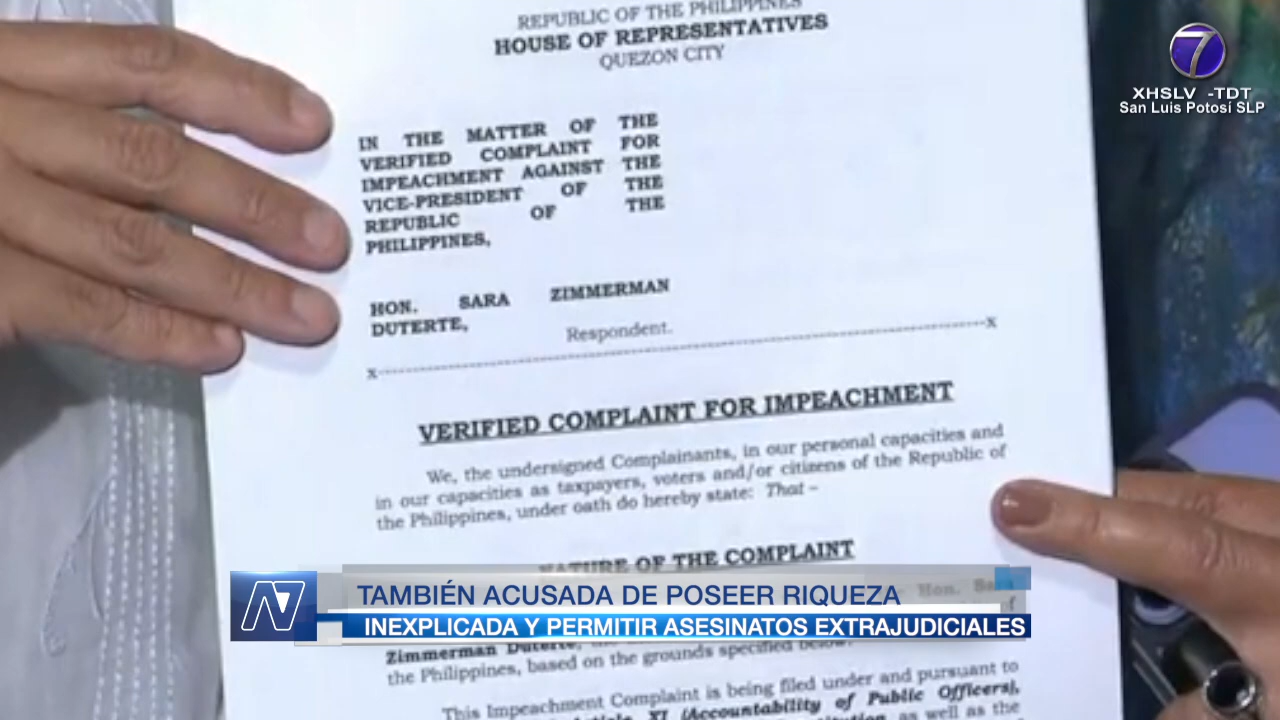 REPUBLIC OF THE PHILIPPINES
HOUSE OF REPRESENTATIVES
QUEZON CITY
7
XHSLV -TDT
San Luis Potosí SLP
IN THE MATTER OF THE
VERIFIED COMPLAINT FOR
IMPEACHMENT AGAINST THE
VICE-PRESIDENT OF THE
REPUBLIC OF THE
PHILIPPINES,
HON. SARA ZIMMERMAN
DUTERTE,
Respondent.
x-----------------------------------------------------------------------x
VERIFIED COMPLAINT FOR IMPEACHMENT
We, the undersigned Complainants, in our personal capacities and
in our capacities as taxpayers, voters and/or citizens of the Republic of
the Philippines, under oath do hereby state: That –
NATURE OF THE COMPLAINT
Hon.
TAMBIÉN ACUSADA DE POSEER RIQUEZA
INEXPLICADA Y PERMITIR ASESINATOS EXTRAJUDICIALES
Zimmerman Duterte,
the Philippines, based on the grounds specified below:
This Impeachment Complaint is being filed under and pursuant to
Article XI (Accountability of Public Officers),
as well as the